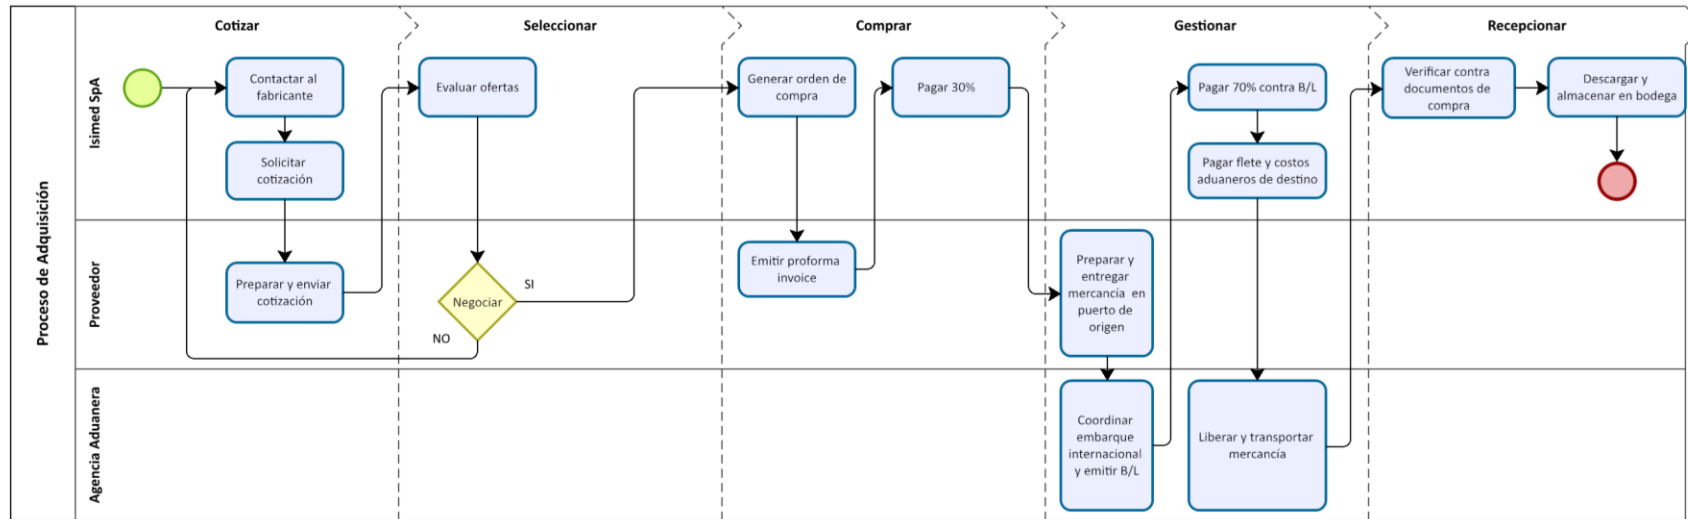 Cotizar
Seleccionar
Comprar
Gestionar
Recepcionar
Proceso de Adquisición
Isimed SpA
Contactar al
fabricante
Solicitar
cotización
Evaluar ofertas
Generar orden de
compra
Pagar 30%
Pagar 70% contra B/L
Pagar flete y costos
aduaneros de destino
Verificar contra
documentos de
compra
Descargar y
almacenar en bodega
Proveedor
Preparar y enviar
cotización
Negociar
SI
NO
Emitir proforma
invoice
Preparar y
entregar
mercancía en
puerto de
origen
Agencia Aduanera
Coordinar
embarque
internacional
y emitir B/L
Liberar y transportar
mercancía